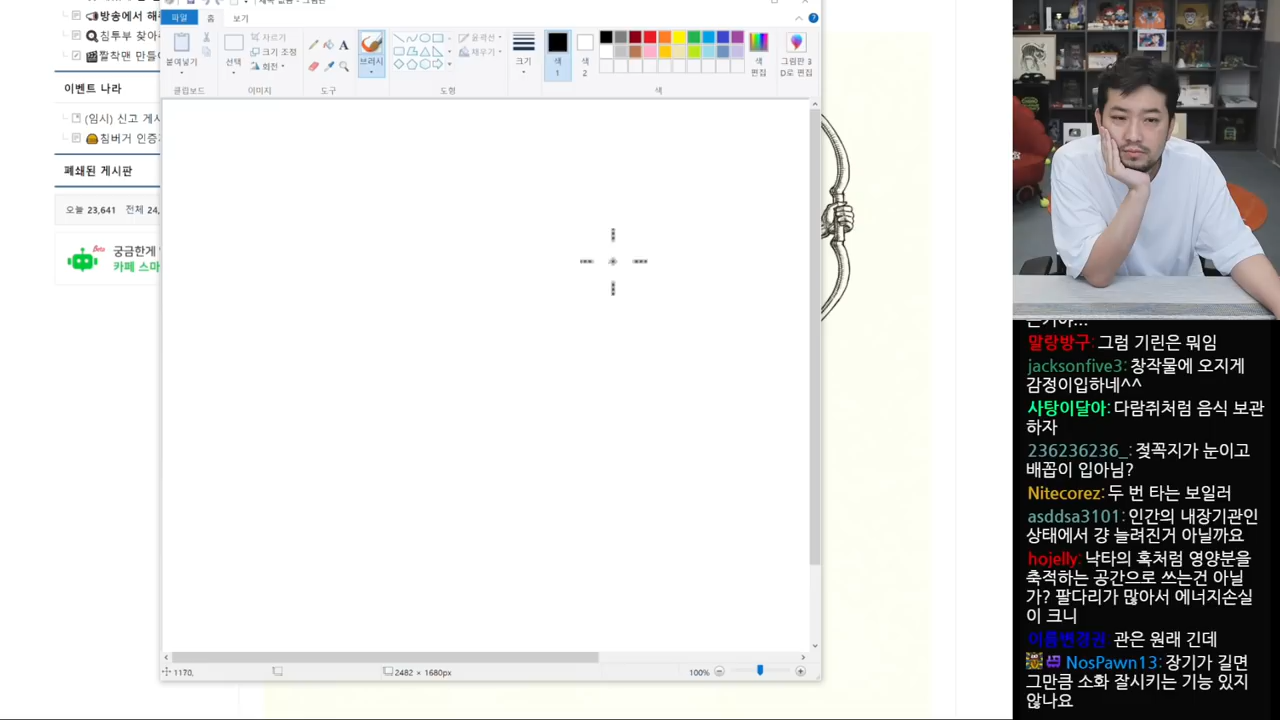 📢방송에서 해
침투부 찾아
짤착맨 만들
이벤트 나라
(임시) 신고 게시
침버거 인증
폐쇄된 게시판
오늘 23,641 전체 24,
Beta
궁금한게
카페 스마
파일 홈 보기
붙여넣기
클립보드
선택
자르기
크기 조정
회전
이미지
A
도구
브러시
윤곽선
채우기
도형
크기
색
1
색
2
색
편집
색
그림판 3
D로 편집
1170,
2482 × 1680px
100%
말랑방구: 그럼 기린은 뭐임
jacksonfive3: 창작물에 오지게
감정이입하네^^
사탕이달아: 다람쥐처럼 음식 보관
하자
236236236_: 젖꼭지가 눈이고
배꼽이 입아님?
Nitecorez: 두 번 타는 보일러
asddsa3101: 인간의 내장기관인
상태에서 걍 늘려진거 아닐까요
hojelly: 낙타의 혹처럼 영양분을
축적하는 공간으로 쓰는건 아닐
가? 팔다리가 많아서 에너지손실
이 크니
이름변경권 관은 원래 긴데
NosPawn13: 장기가 길면
그만큼 소화 잘시키는 기능 있지
않나요